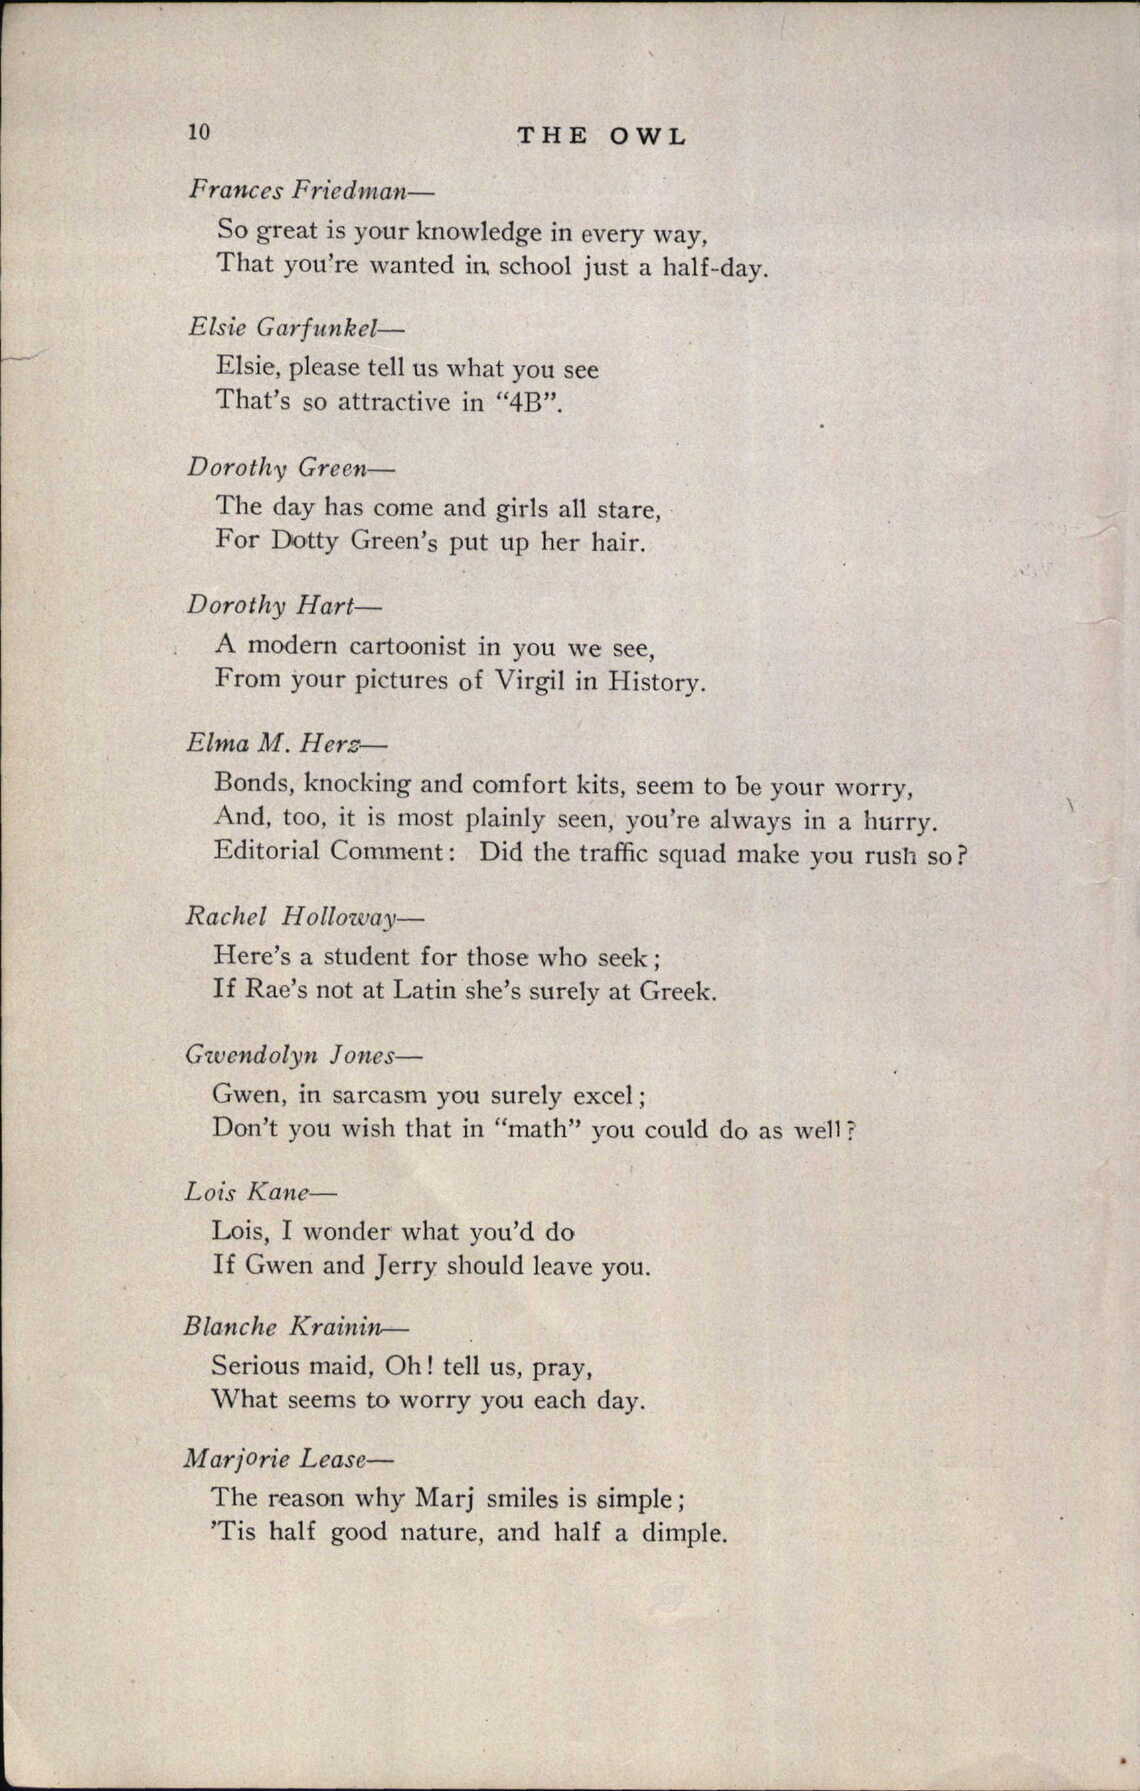 10 THE OWL
Frances Friedman—
So great is your knowledge in every way,
That you're wanted in school just a half-day.
Elsie Garfunkel—
Elsie, please tell us what you see
That's so attractive in “4B”.
Dorothy Green—
The day has come and girls all stare,
For Dotty Green's put up her hair.
Dorothy Hart—
A modern cartoonist in you we see,
From your pictures of Virgil in History.
Elma M. Herz—
Bonds, knocking and comfort kits, seem to be your worry,
And, too, it is most plainly seen, you're always in a hurry.
Editorial Comment: Did the traffic squad make you rush so?
Rachel Holloway—
Here's a student for those who seek;
If Rae's not at Latin she's surely at Greek.
Gwendolyn Jones—
Gwen, in sarcasm you surely excel;
Don't you wish that in “math” you could do as well?
Lois Kane—
Lois, I wonder what you'd do
If Gwen and Jerry should leave you.
Blanche Krainin—
Serious maid, Oh! tell us, pray,
What seems to worry you each day.
Marjorie Lease—
The reason why Marj smiles is simple;
'Tis half good nature, and half a dimple.